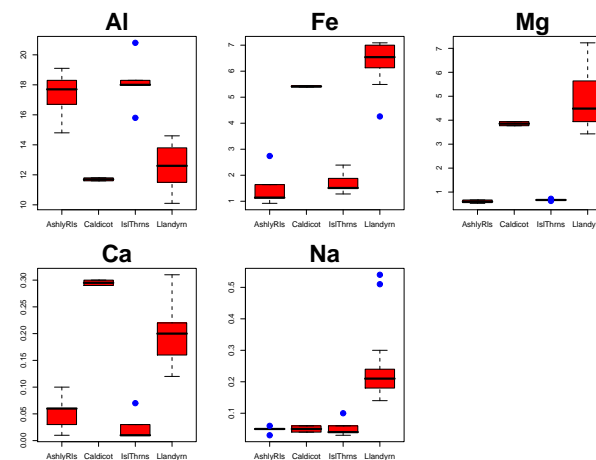 Al
10 12 14 16 18 20
AshlyRls Caldicot IslThrns Llandyrn
Fe
1 2 3 4 5 6 7
AshlyRls Caldicot IslThrns Llandyrn
Mg
1 2 3 4 5 6 7
AshlyRls Caldicot IslThrns Llandyrn
Ca
0.00 0.05 0.10 0.15 0.20 0.25 0.30
AshlyRls Caldicot IslThrns Llandyrn
Na
0.1 0.2 0.3 0.4 0.5
AshlyRls Caldicot IslThrns Llandyrn